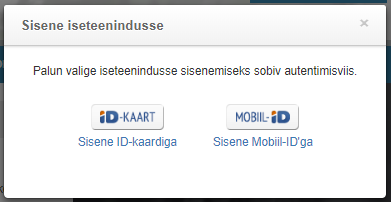 Sisene iseteenindusse
×
Palun valige iseteenindusse sisenemiseks sobiv autentimisviis.
iD-KAART
MOBIIL-iD
Sisene ID-kaardiga
Sisene Mobiil-ID'ga